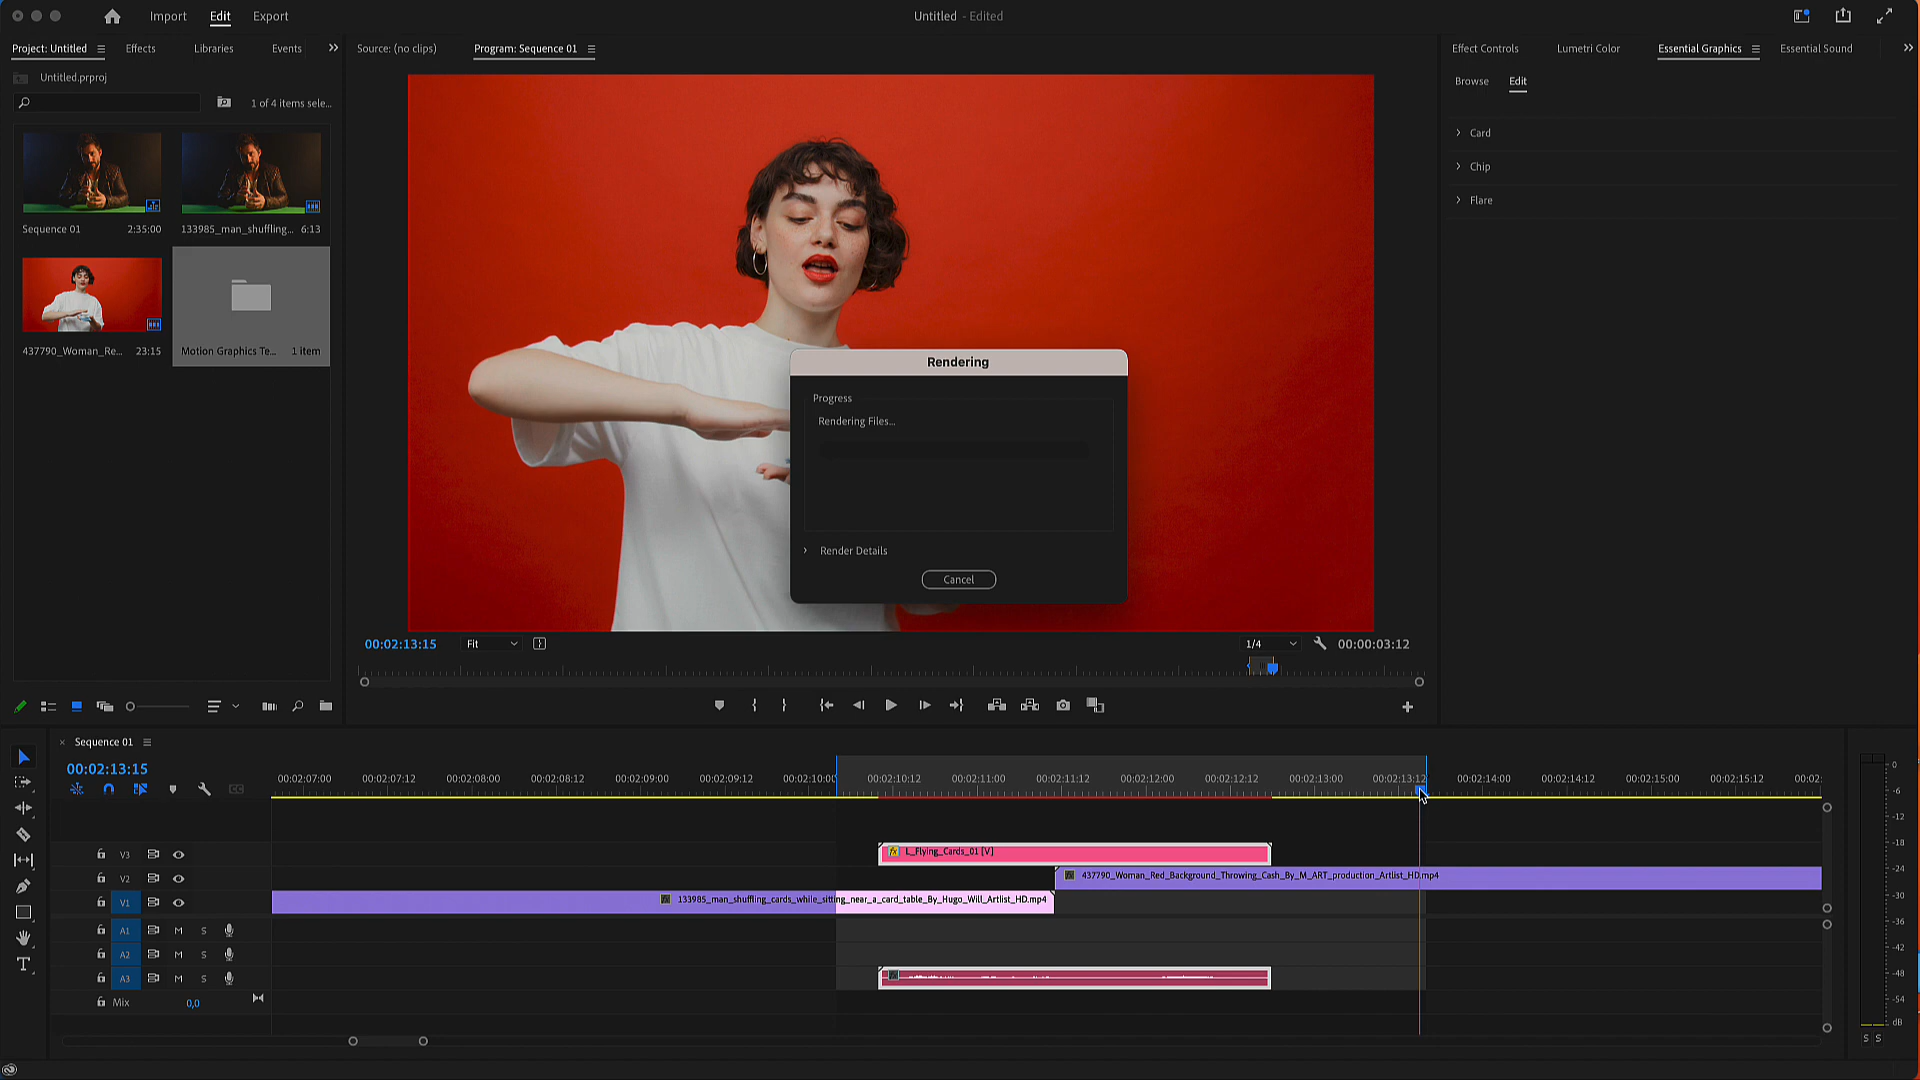 Import
Edit
Export
Untitled - Edited
Project: Untitled
Effects
Libraries
Events
Source: (no clips)
Program: Sequence 01
Effect Controls
Lumetri Color
Essential Graphics
Essential Sound
Untitled.prproj
1 of 4 items sele...
Browse
Edit
Card
Chip
Flare
Sequence 01
2:35:00
133985_man_shuffling...
6:13
437790_Woman_Re...
23:15
Motion Graphics Te...
1 item
Rendering
Progress
Rendering Files...
Render Details
Cancel
00:02:13:15
Fit
1/4
00:00:03:12
Sequence 01
00:02:13:15
00:02:07:00
00:02:07:12
00:02:08:00
00:02:08:12
00:02:09:00
00:02:09:12
00:02:10:00
00:02:10:12
00:02:11:00
00:02:11:12
00:02:12:00
00:02:12:12
00:02:13:00
00:02:13:12
00:02:14:00
00:02:14:12
00:02:15:00
00:02:15:12
00:02:
V3
fx L_Flying_Cards_01 [V]
V2
437790_Woman_Red_Background_Throwing_Cash_By_M_ART_production_Artlist_HD.mp4
V1
133985_man_shuffling_cards_while_sitting_near_a_card_table_By_Hugo_Will_Artlist_HD.mp4
A1 M S
A2 M S
A3 M S
Mix
0,0
0
-6
-12
-18
-24
-30
-36
-42
-48
-54
dB
S S